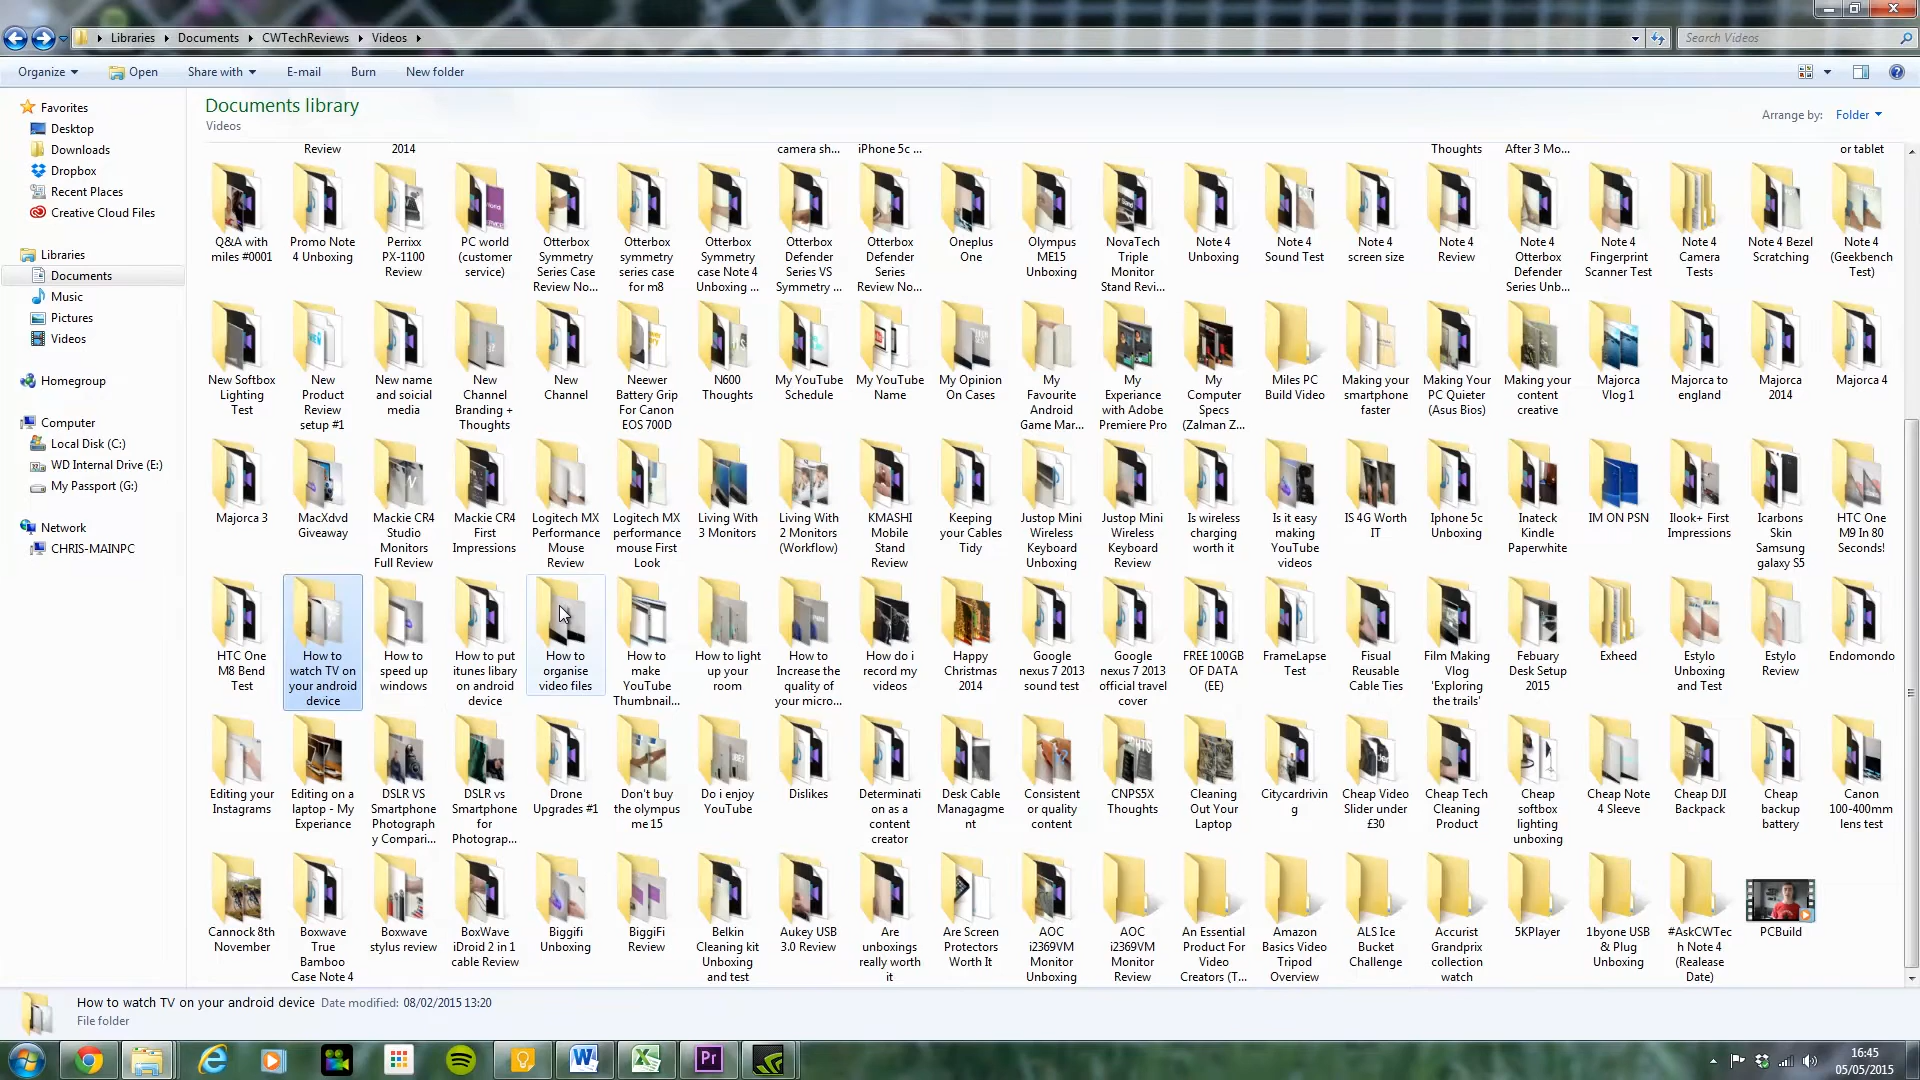 Libraries Documents CWTechReviews Videos
Search Videos
Organize Open Share with E-mail Burn New folder
Favorites
Desktop
Downloads
Dropbox
Recent Places
Creative Cloud Files
Libraries
Documents
Music
Pictures
Videos
Homegroup
Computer
Local Disk (C:)
WD Internal Drive (E:)
My Passport (G:)
Network
CHRIS-MAINPC
Documents library
Videos
Arrange by: Folder
Review
2014
camera sh...
iPhone 5c ...
Thoughts
After 3 Mo...
or tablet
Q&A with
miles #0001
Promo Note
4 Unboxing
Perrixx
PX-1100
Review
PC world
(customer
service)
Otterbox
Symmetry
Series Case
Review No...
Otterbox
symmetry
series case
for m8
Otterbox
Symmetry
case Note 4
Unboxing ...
Otterbox
Defender
Series VS
Symmetry ...
Otterbox
Defender
Series
Review No...
Oneplus
One
Olympus
ME15
Unboxing
NovaTech
Triple
Monitor
Stand Revi...
Note 4
Unboxing
Note 4
Sound Test
Note 4
screen size
Note 4
Review
Note 4
Otterbox
Defender
Series Unb...
Note 4
Fingerprint
Scanner Test
Note 4
Camera
Tests
Note 4 Bezel
Scratching
Note 4
(Geekbench
Test)
New Softbox
Lighting
Test
New
Product
Review
setup #1
New name
and soicial
media
New
Channel
Branding +
Thoughts
New
Channel
Neewer
Battery Grip
For Canon
EOS 700D
N600
Thoughts
My YouTube
Schedule
My YouTube
Name
My Opinion
On Cases
My
Favourite
Android
Game Mar...
My
Experiance
with Adobe
Premiere Pro
My
Computer
Specs
(Zalman Z...
Miles PC
Build Video
Making your
smartphone
faster
Making Your
PC Quieter
(Asus Bios)
Making your
content
creative
Majorca
Vlog 1
Majorca to
england
Majorca
2014
Majorca 4
Majorca 3
MacXdvd
Giveaway
Mackie CR4
Studio
Monitors
Full Review
Mackie CR4
First
Impressions
Logitech MX
Performance
Mouse
Review
Logitech MX
performance
mouse First
Look
Living With
3 Monitors
Living With
2 Monitors
(Workflow)
KMASHI
Mobile
Stand
Review
Keeping
your Cables
Tidy
Justop Mini
Wireless
Keyboard
Unboxing
Justop Mini
Wireless
Keyboard
Review
Is wireless
charging
worth it
Is it easy
making
YouTube
videos
IS 4G Worth
IT
Iphone 5c
Unboxing
Inateck
Kindle
Paperwhite
IM ON PSN
Ilook+ First
Impressions
Icarbons
Skin
Samsung
galaxy S5
HTC One
M9 In 80
Seconds!
HTC One
M8 Bend
Test
How to
watch TV on
your android
device
How to
speed up
windows
How to put
itunes libary
on android
device
How to
organise
video files
How to
make
YouTube
Thumbnail...
How to light
up your
room
How to
Increase the
quality of
your micro...
How do i
record my
videos
Happy
Christmas
2014
Google
nexus 7 2013
sound test
Google
nexus 7 2013
official travel
cover
FREE 100GB
OF DATA
(EE)
FrameLapse
Test
Fisual
Reusable
Cable Ties
Film Making
Vlog
'Exploring
the trails'
Febuary
Desk Setup
2015
Exheed
Estylo
Unboxing
and Test
Estylo
Review
Endomondo
Editing your
Instagrams
Editing on a
laptop - My
Experiance
DSLR VS
Smartphone
Photograph
y Compari...
DSLR vs
Smartphone
for
Photograp...
Drone
Upgrades #1
Don't buy
the olympus
me 15
Do i enjoy
YouTube
Dislikes
Determinati
on as a
content
creator
Desk Cable
Managagme
nt
Consistent
or quality
content
CNPS5X
Thoughts
Cleaning
Out Your
Laptop
Citycardrivin
g
Cheap Video
Slider under
£30
Cheap Tech
Cleaning
Product
Cheap
softbox
lighting
unboxing
Cheap Note
4 Sleeve
Cheap DJI
Backpack
Cheap
backup
battery
Canon
100-400mm
lens test
Cannock 8th
November
Boxwave
True
Bamboo
Case Note 4
Boxwave
stylus review
BoxWave
iDroid 2 in 1
cable Review
Biggifi
Unboxing
BiggiFi
Review
Belkin
Cleaning kit
Unboxing
and test
Aukey USB
3.0 Review
Are
unboxings
really worth
it
Are Screen
Protectors
Worth It
AOC
i2369VM
Monitor
Unboxing
AOC
i2369VM
Monitor
Review
An Essential
Product For
Video
Creators (T...
Amazon
Basics Video
Tripod
Overview
ALS Ice
Bucket
Challenge
Accurist
Grandprix
collection
watch
5KPlayer
1byone USB
& Plug
Unboxing
#AskCWTec
h Note 4
(Realease
Date)
PCBuild
How to watch TV on your android device Date modified: 08/02/2015 13:20
File folder
Pr
16:45
05/05/2015